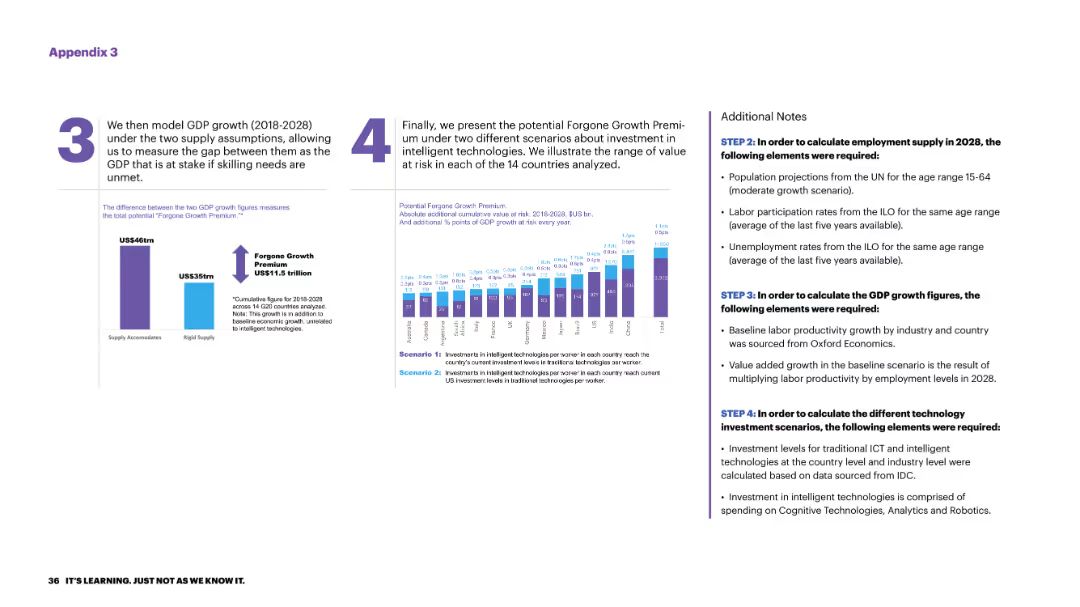 Appendix 3
3
We then model GDP growth (2018-2028)
under the two supply assumptions, allowing
us to measure the gap between them as the
GDP that is at stake if skilling needs are
unmet.
The difference between the two GDP growth figures measures
the total potential "Forgone Growth Premium."*
US$46trn
US$35trn
Forgone Growth
Premium
US$11.5 trillion
*Cumulative figure for 2018-2028
across 14 G20 countries analyzed.
Note: This growth is in addition to
baseline economic growth, unrelated
to intelligent technologies.
Supply Accomodates
Rigid Supply
4
Finally, we present the potential Forgone Growth Premi-
um under two different scenarios about investment in
intelligent technologies. We illustrate the range of value
at risk in each of the 14 countries analyzed.
Potential Forgone Growth Premium.
Absolute additional cumulative value at risk. 2018-2028. $US bn.
And additional % points of GDP growth at risk every year.
Australia
Canada
Argentina
South
Africa
Italy
France
UK
Germany
Mexico
Japan
Brazil
US
India
China
Total
Scenario 1: Investments in intelligent technologies per worker in each country reach the
country's current investment levels in traditional technologies per worker.
Scenario 2: Investments in intelligent technologies per worker in each country reach current
US investment levels in traditional technologies per worker.
Additional Notes
STEP 2: In order to calculate employment supply in 2028, the
following elements were required:
• Population projections from the UN for the age range 15-64
(moderate growth scenario).
• Labor participation rates from the ILO for the same age range
(average of the last five years available).
• Unemployment rates from the ILO for the same age range
(average of the last five years available).
STEP 3: In order to calculate the GDP growth figures, the
following elements were required:
• Baseline labor productivity growth by industry and country
was sourced from Oxford Economics.
• Value added growth in the baseline scenario is the result of
multiplying labor productivity by employment levels in 2028.
STEP 4: In order to calculate the different technology
investment scenarios, the following elements were required:
• Investment levels for traditional ICT and intelligent
technologies at the country level and industry level were
calculated based on data sourced from IDC.
• Investment in intelligent technologies is comprised of
spending on Cognitive Technologies, Analytics and Robotics.
36 IT'S LEARNING. JUST NOT AS WE KNOW IT.